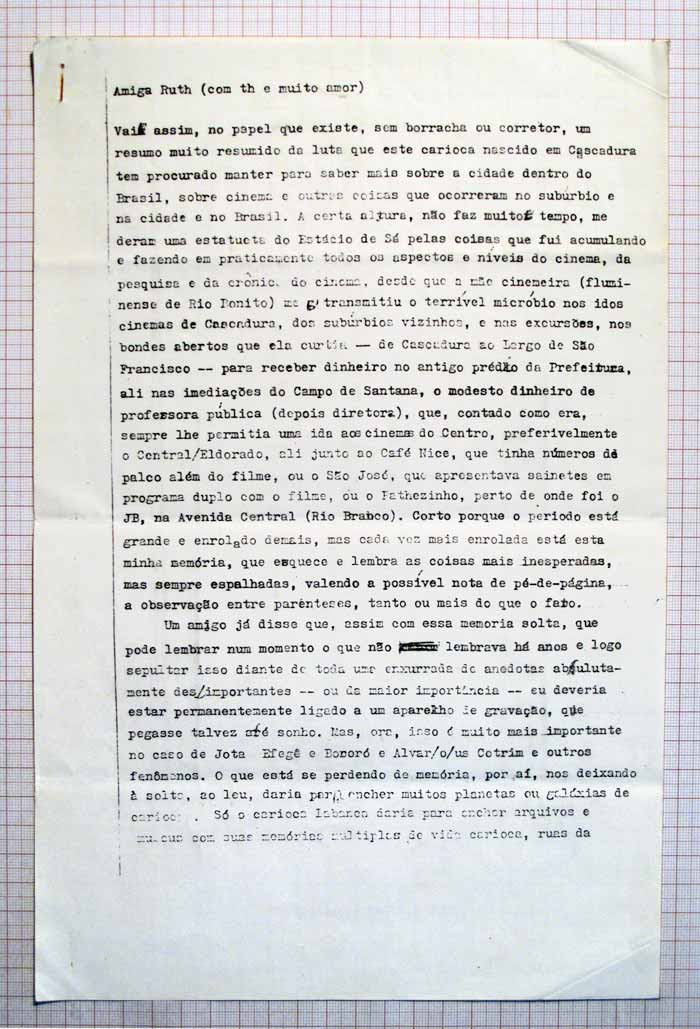 Amiga Ruth (com th e muito amor)
Vai assim, no papel que existe, sem borracha ou corretor, um
resumo muito resumido da luta que este carioca nascido em Cascadura
tem procurado manter para saber mais sobre a cidade dentro do
Brasil, sobre cinema e outras coisas que ocorreram no subúrbio e
na cidade e no Brasil. A certa altura, não faz muito tempo, me
deram uma estatueta do Estácio de Sá pelas coisas que fui acumulando
e fazendo em praticamente todos os aspectos e níveis do cinema, da
pesquisa e da crônica do cinema, desde que a mãe cinemeira (flumi-
nense de Rio Bonito) me transmitiu o terrível micróbio nos idos
cinemas de Cascadura, dos subúrbios vizinhos, e nas excursões, nos
bondes abertos que ela curtia -- de Cascadura ao Largo de São
Francisco -- para receber dinheiro no antigo prédio da Prefeitura,
ali nas imediações do Campo de Santana, o modesto dinheiro de
professora pública (depois diretora), que, contado como era,
sempre lhe permitia uma ida aos cinemas do Centro, preferivelmente
o Central/Eldorado, ali junto ao Café Nice, que tinha números de
palco além do filme, ou o São José, que apresentava sainetes em
programa duplo com o filme, ou o Pathezinho, perto de onde foi o
JB, na Avenida Central (Rio Branco). Corto porque o período está
grande e enrolado demais, mas cada vez mais enrolada está esta
minha memória, que esquece e lembra as coisas mais inesperadas,
mas sempre espalhadas, valendo a possível nota de pé-de-página,
a observação entre parênteses, tanto ou mais do que o fato.
Um amigo já disse que, assim com essa memoria solta, que
pode lembrar num momento o que não lembrava há anos e logo
sepultar isso diante de toda uma enxurrada de anedotas absoluta-
mente des/importantes -- ou da maior importância -- eu deveria
estar permanentemente ligado a um aparelho de gravação, que
pegasse talvez até sonho. Mas, ora, isso é muito mais importante
no caso de Jota Efegê e Bororó e Alvar/o/us Cotrim e outros
fenômenos. O que está se perdendo de memória, por aí, nos deixando
à solta, ao leu, daria para encher muitos planetas ou galáxias de
Só o carioca Labanca daria para encher arquivos e
museus com suas memórias múltiplas de vida carioca, ruas da